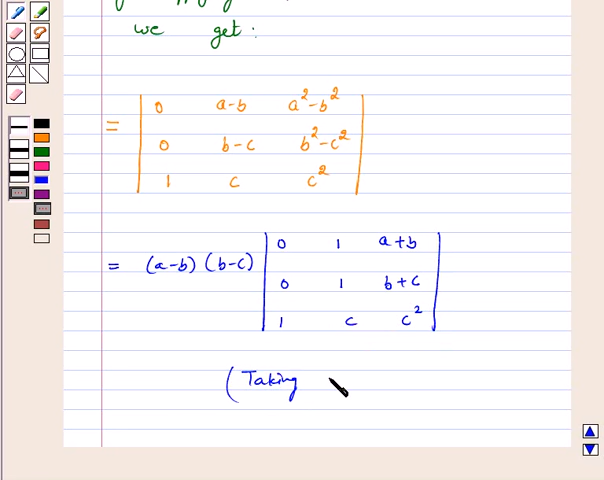 we get:
= | 0 a-b a²-b² |
| 0 b-c b²-c² |
| 1 c c² |
= (a-b) (b-c) | 0 1 a+b |
| 0 1 b+c |
| 1 c c² |
(Taking